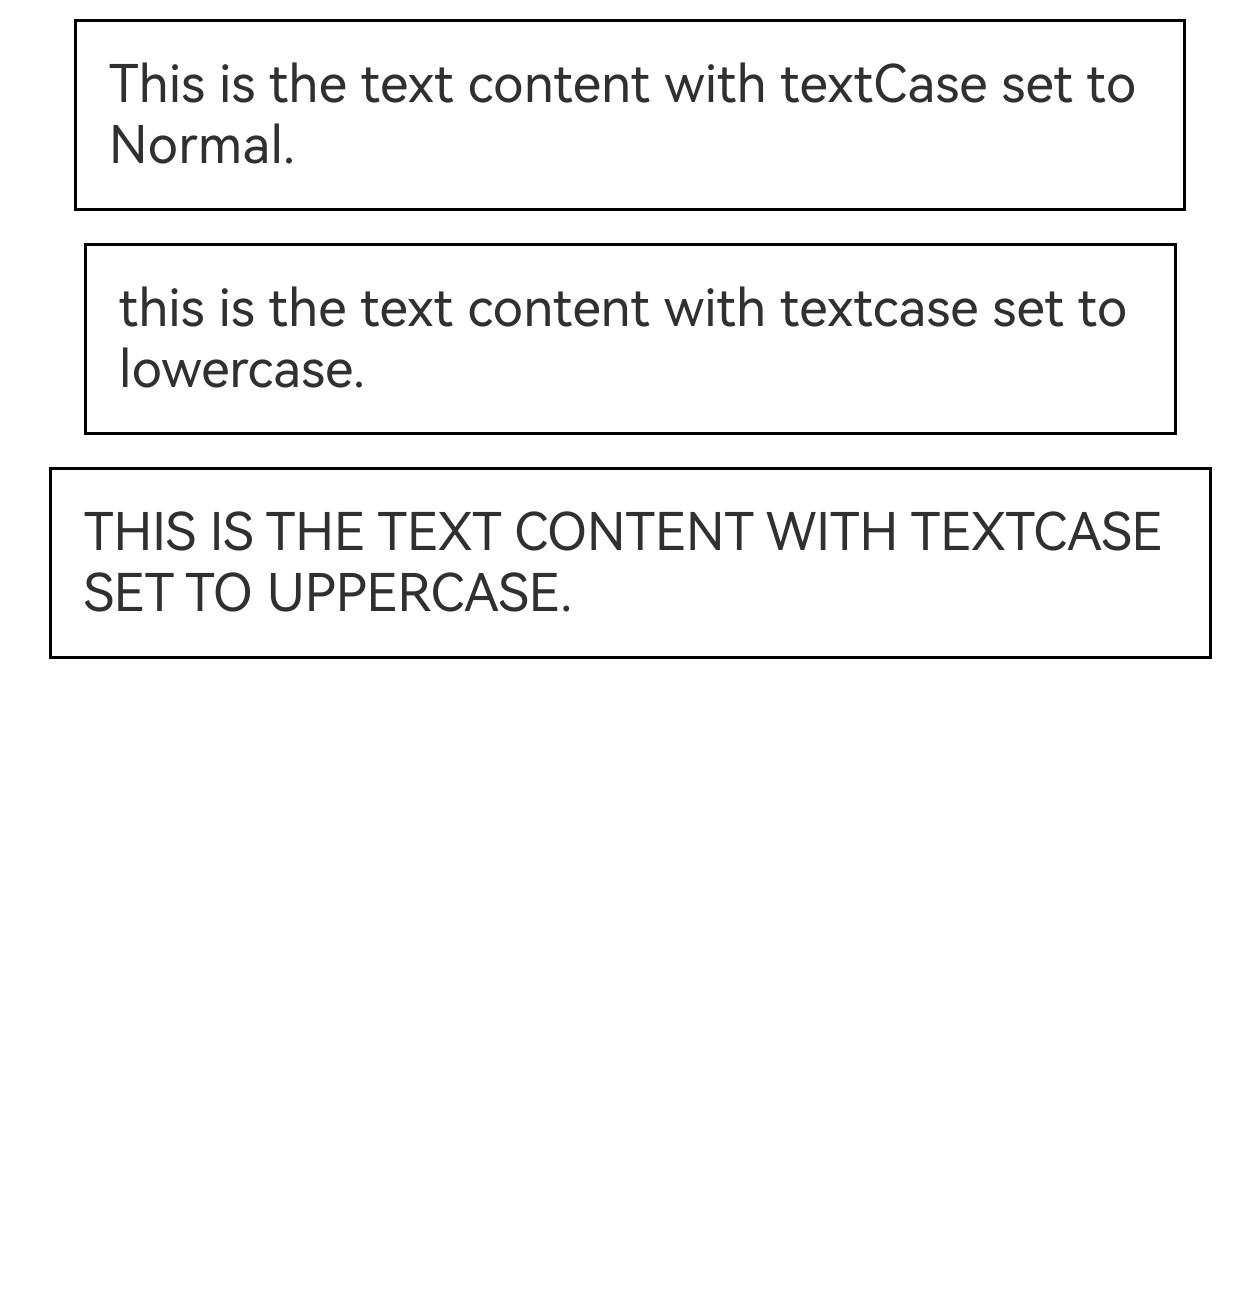 This is the text content with textCase set to
Normal.
this is the text content with textcase set to
lowercase.
THIS IS THE TEXT CONTENT WITH TEXTCASE
SET TO UPPERCASE.